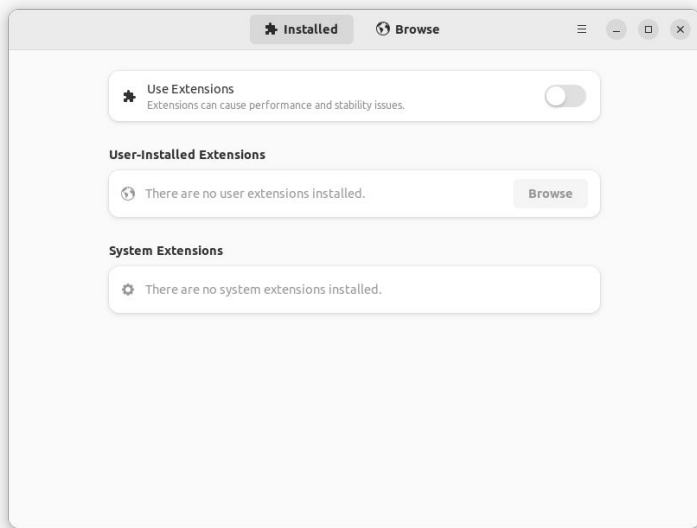 Installed
Browse
Use Extensions
Extensions can cause performance and stability issues.
User-Installed Extensions
There are no user extensions installed.
Browse
System Extensions
There are no system extensions installed.